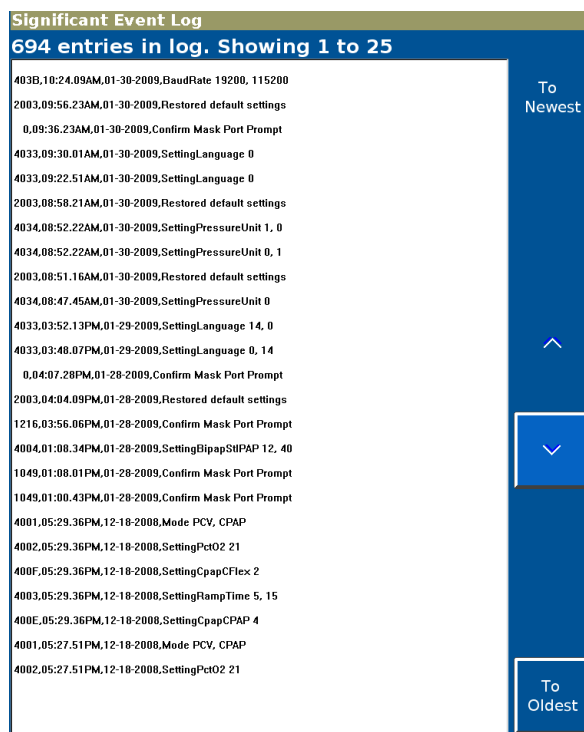 Significant Event Log
694 entries in log. Showing 1 to 25
403B,10:24.09AM,01-30-2009,BaudRate 19200, 115200
2003,09:56.23AM,01-30-2009,Restored default settings
0,09:36.23AM,01-30-2009,Confirm Mask Port Prompt
4033,09:30.01AM,01-30-2009,SettingLanguage 0
4033,09:22.51AM,01-30-2009,SettingLanguage 0
2003,08:58.21AM,01-30-2009,Restored default settings
4034,08:52.22AM,01-30-2009,SettingPressureUnit 1, 0
4034,08:52.22AM,01-30-2009,SettingPressureUnit 0, 1
2003,08:51.16AM,01-30-2009,Restored default settings
4034,08:47.45AM,01-30-2009,SettingPressureUnit 0
4033,03:52.13PM,01-29-2009,SettingLanguage 14, 0
4033,03:48.07PM,01-29-2009,SettingLanguage 0, 14
0,04:07.28PM,01-28-2009,Confirm Mask Port Prompt
2003,04:04.09PM,01-28-2009,Restored default settings
1216,03:56.06PM,01-28-2009,Confirm Mask Port Prompt
4004,01:08.34PM,01-28-2009,SettingBipapStIPAP 12, 40
1049,01:08.01PM,01-28-2009,Confirm Mask Port Prompt
1049,01:00.43PM,01-28-2009,Confirm Mask Port Prompt
4001,05:29.36PM,12-18-2008,Mode PCV, CPAP
4002,05:29.36PM,12-18-2008,SettingPctO2 21
400F,05:29.36PM,12-18-2008,SettingCpapCFlex 2
4003,05:29.36PM,12-18-2008,SettingRampTime 5, 15
400E,05:29.36PM,12-18-2008,SettingCpapCPAP 4
4001,05:27.51PM,12-18-2008,Mode PCV, CPAP
4002,05:27.51PM,12-18-2008,SettingPctO2 21
To
Newest
To
Oldest